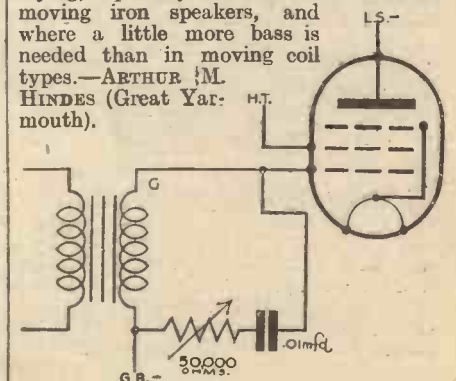 moving iron speakers, and
where a little more bass is
needed than in moving coil
types.—ARTHUR M.
HINDES (Great Yar-
mouth).
L.S.-
H.T.
G
.01mfd
50,000
OHMS.
G.B.-